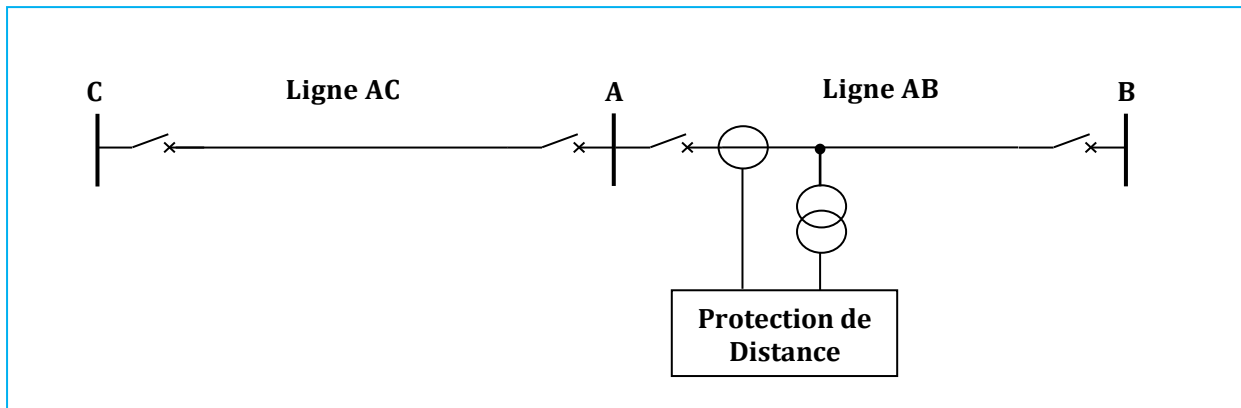 C
Ligne AC
A
Ligne AB
B
Protection de
Distance